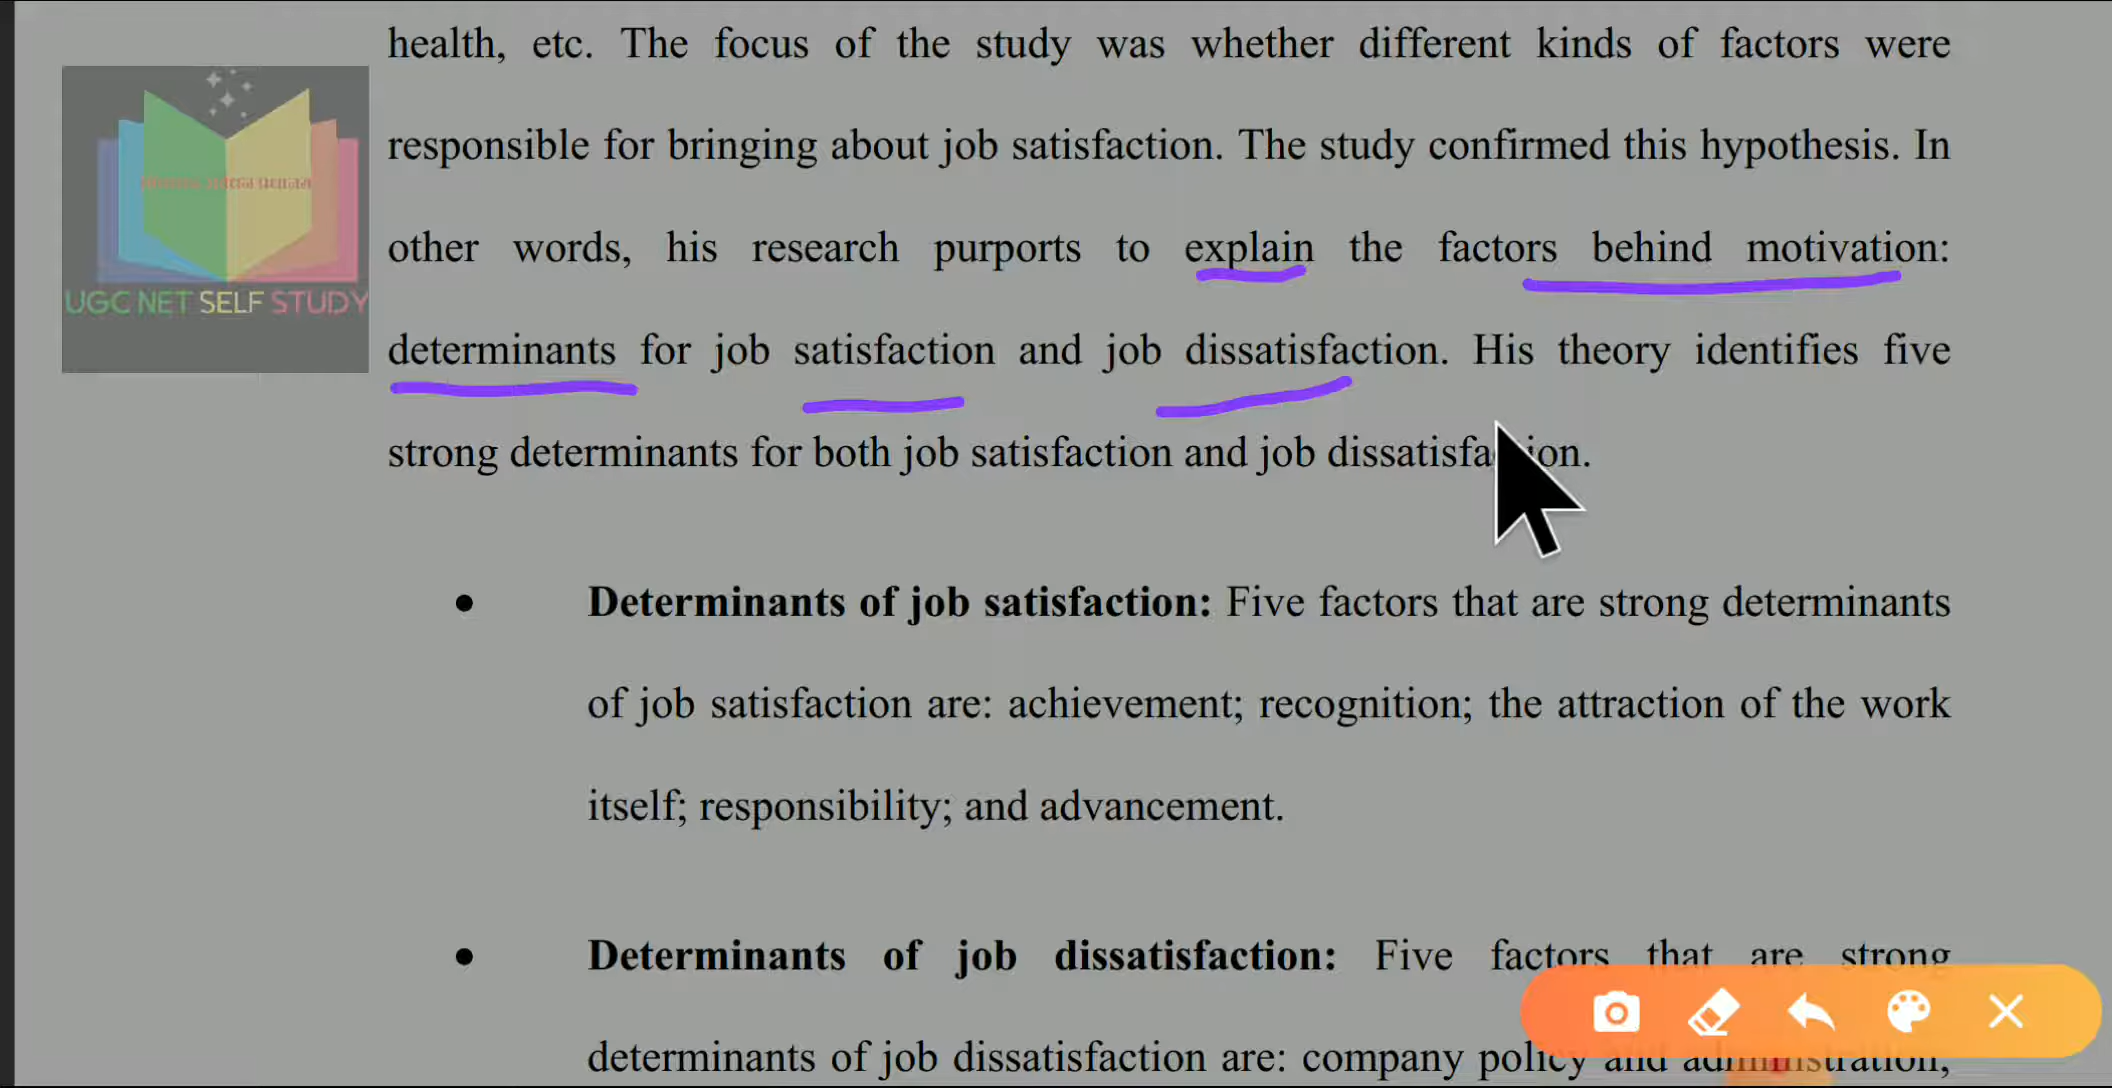 health, etc. The focus of the study was whether different kinds of factors were
responsible for bringing about job satisfaction. The study confirmed this hypothesis. In
other words, his research purports to explain the factors behind motivation:
determinants for job satisfaction and job dissatisfaction. His theory identifies five
strong determinants for both job satisfaction and job dissatisfaction.
UGC NET SELF STUDY
• Determinants of job satisfaction: Five factors that are strong determinants
of job satisfaction are: achievement; recognition; the attraction of the work
itself; responsibility; and advancement.
• Determinants of job dissatisfaction: Five factors that are strong
determinants of job dissatisfaction are: company policy and administration,